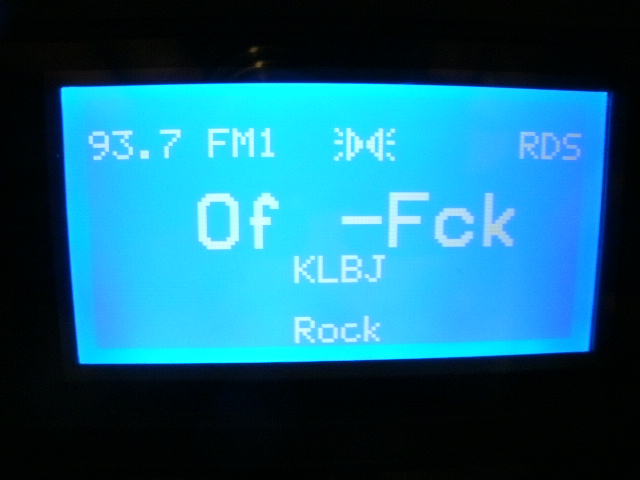 93.7 FM1 RDS
Of -Fck
KLBJ
Rock